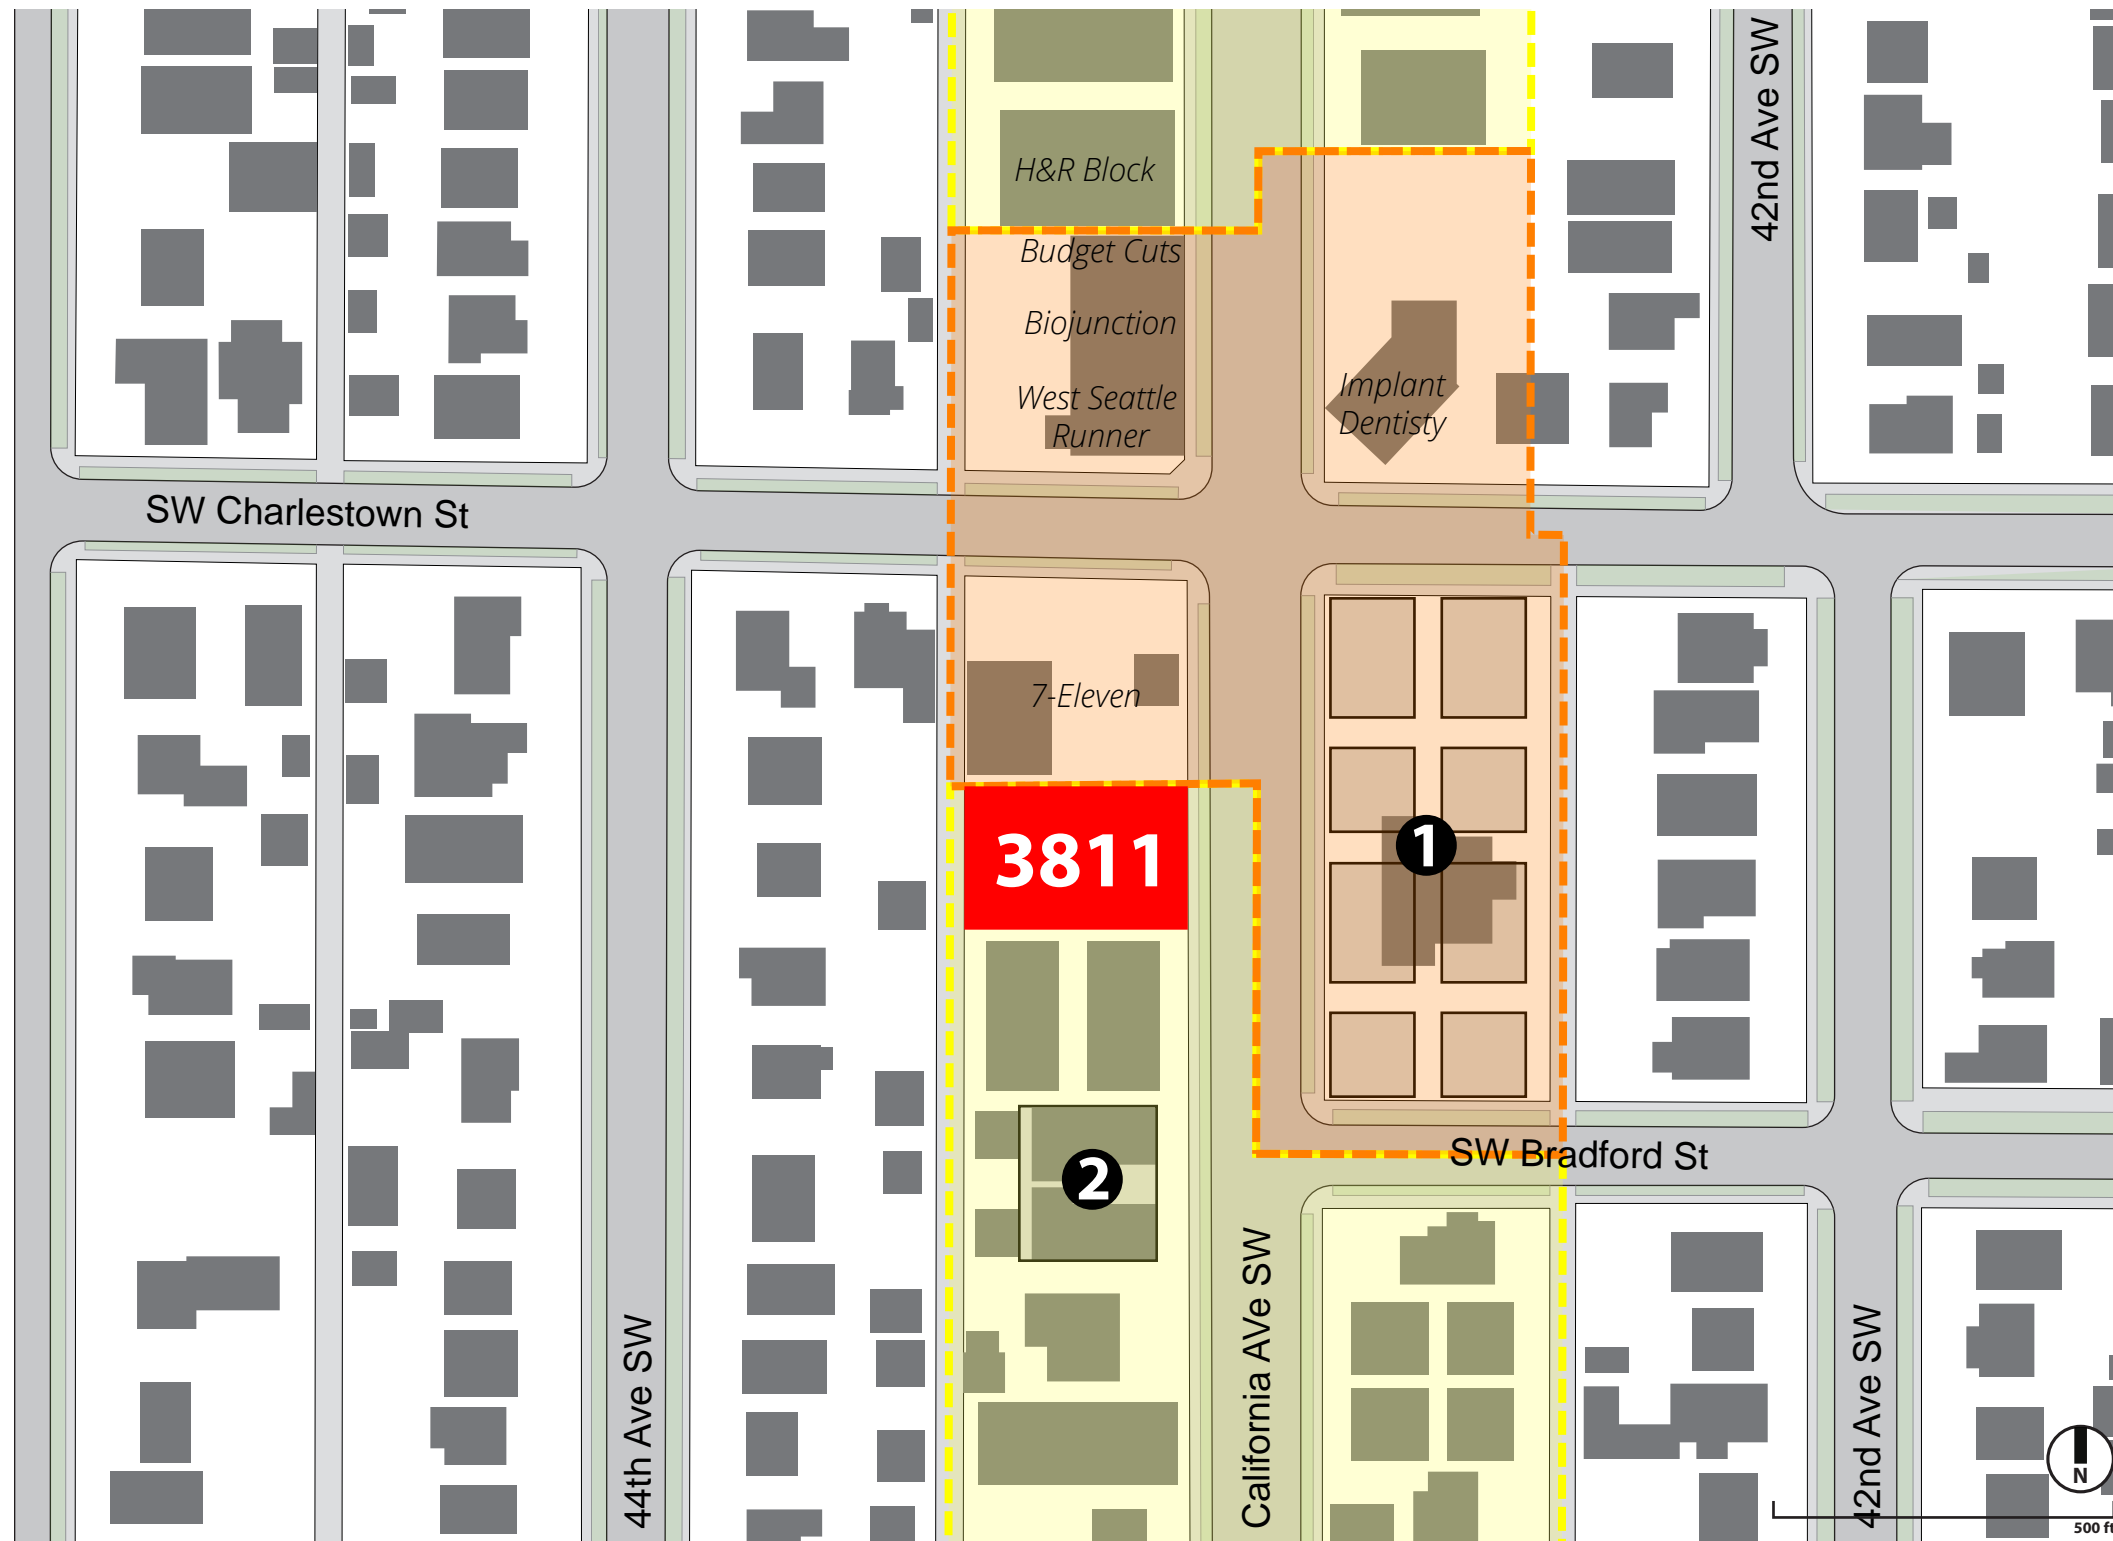 42nd Ave SW
H&R Block
Budget Cuts
Biojunction
West Seattle
Runner
Implant
Dentisty
SW Charlestown St
7-Eleven
3811
1
SW Bradford St
2
44th Ave SW
California AVe SW
42nd Ave SW
N
500 ft